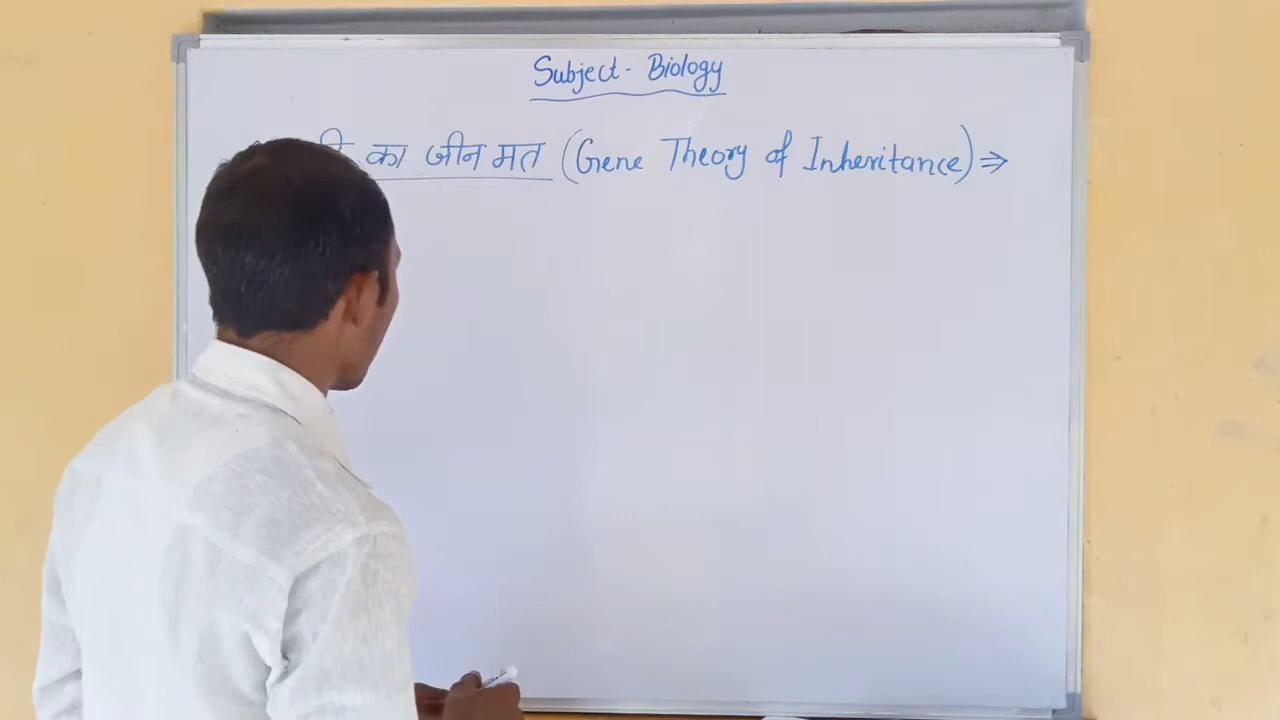 Subject - Biology
का जीन मत (Gene Theory of Inheritance) ⇒